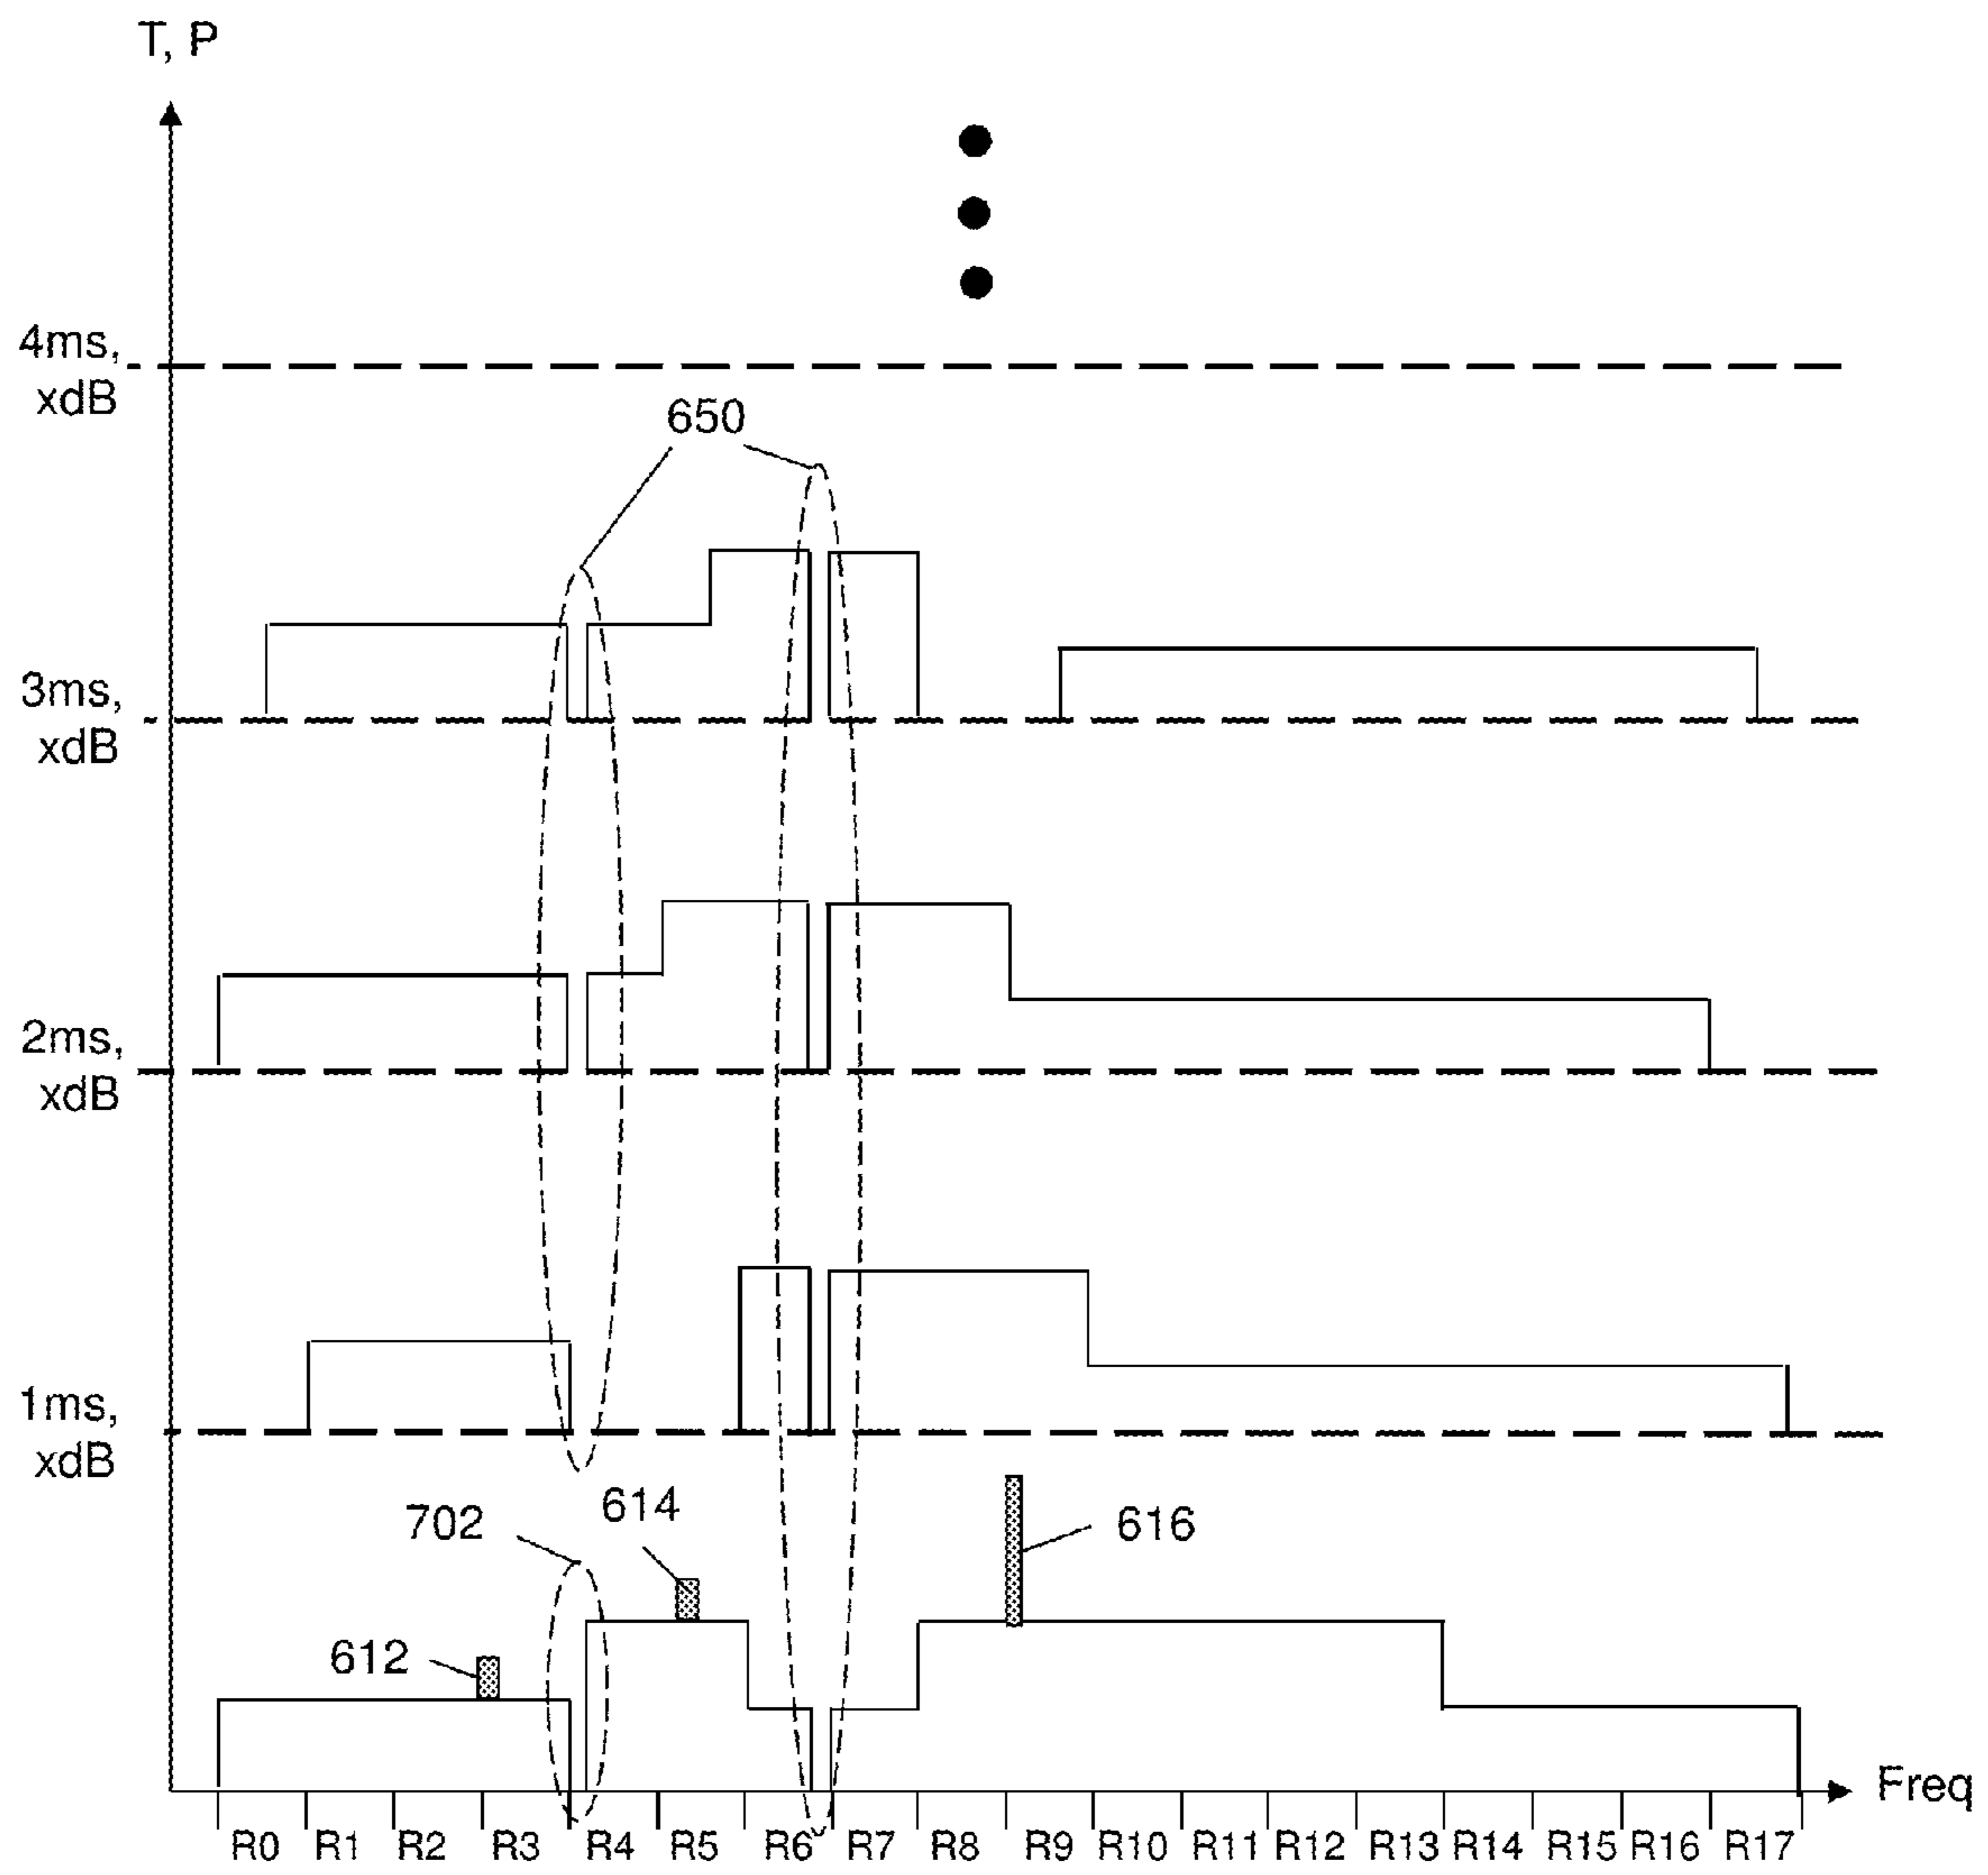 T, P
4ms,
xdB
650
3ms,
xdB
2ms,
xdB
1ms,
xdB
702
614
616
612
Freq
R0 R1 R2 R3 R4 R5 R6 R7 R8 R9 R10 R11 R12 R13 R14 R15 R16 R17